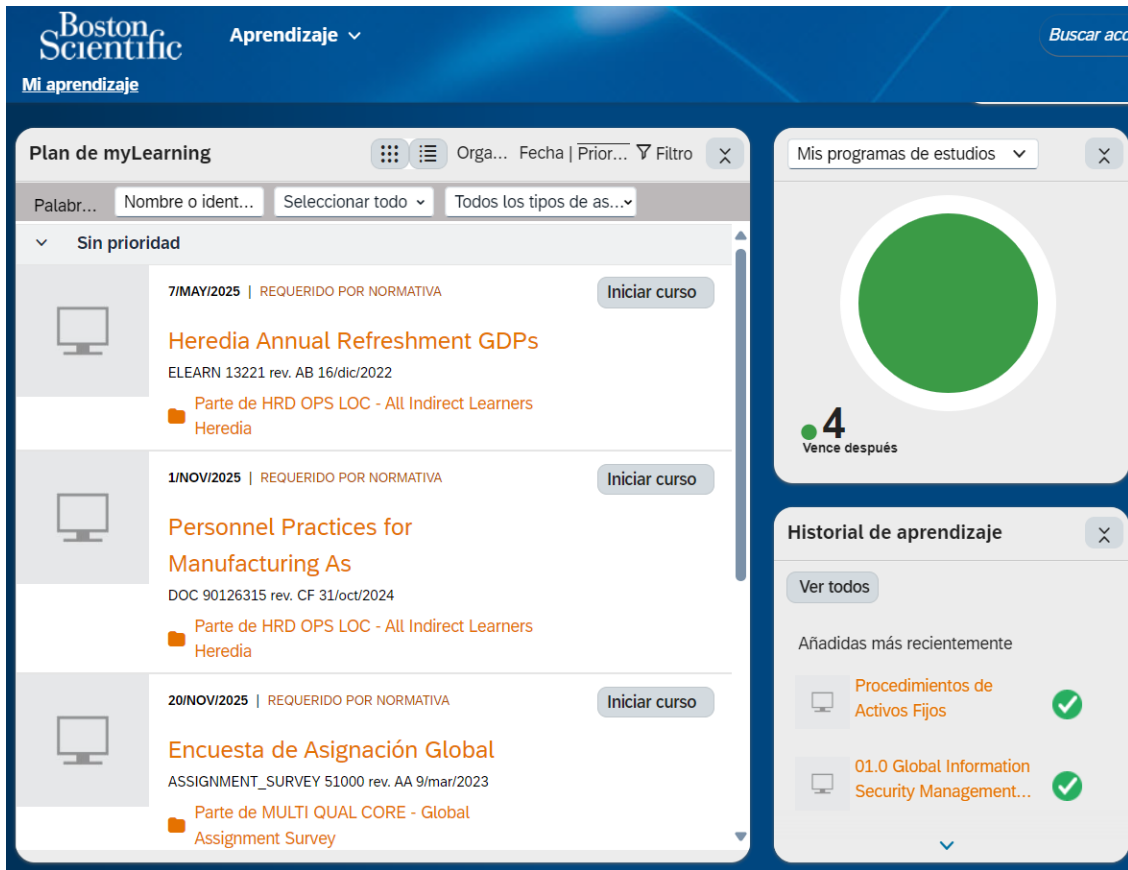 Boston
Scientific
Aprendizaje
Buscar acc
Mi aprendizaje
Plan de myLearning
Orga... Fecha | Prior... Filtro
Palabr... Nombre o ident... Seleccionar todo Todos los tipos de as...
Sin prioridad
7/MAY/2025 | REQUERIDO POR NORMATIVA
Iniciar curso
Heredia Annual Refreshment GDPs
ELEARN 13221 rev. AB 16/dic/2022
Parte de HRD OPS LOC - All Indirect Learners
Heredia
1/NOV/2025 | REQUERIDO POR NORMATIVA
Iniciar curso
Personnel Practices for
Manufacturing As
DOC 90126315 rev. CF 31/oct/2024
Parte de HRD OPS LOC - All Indirect Learners
Heredia
20/NOV/2025 | REQUERIDO POR NORMATIVA
Iniciar curso
Encuesta de Asignación Global
ASSIGNMENT_SURVEY 51000 rev. AA 9/mar/2023
Parte de MULTI QUAL CORE - Global
Assignment Survey
Mis programas de estudios
4
Vence después
Historial de aprendizaje
Ver todos
Añadidas más recientemente
Procedimientos de
Activos Fijos
01.0 Global Information
Security Management...